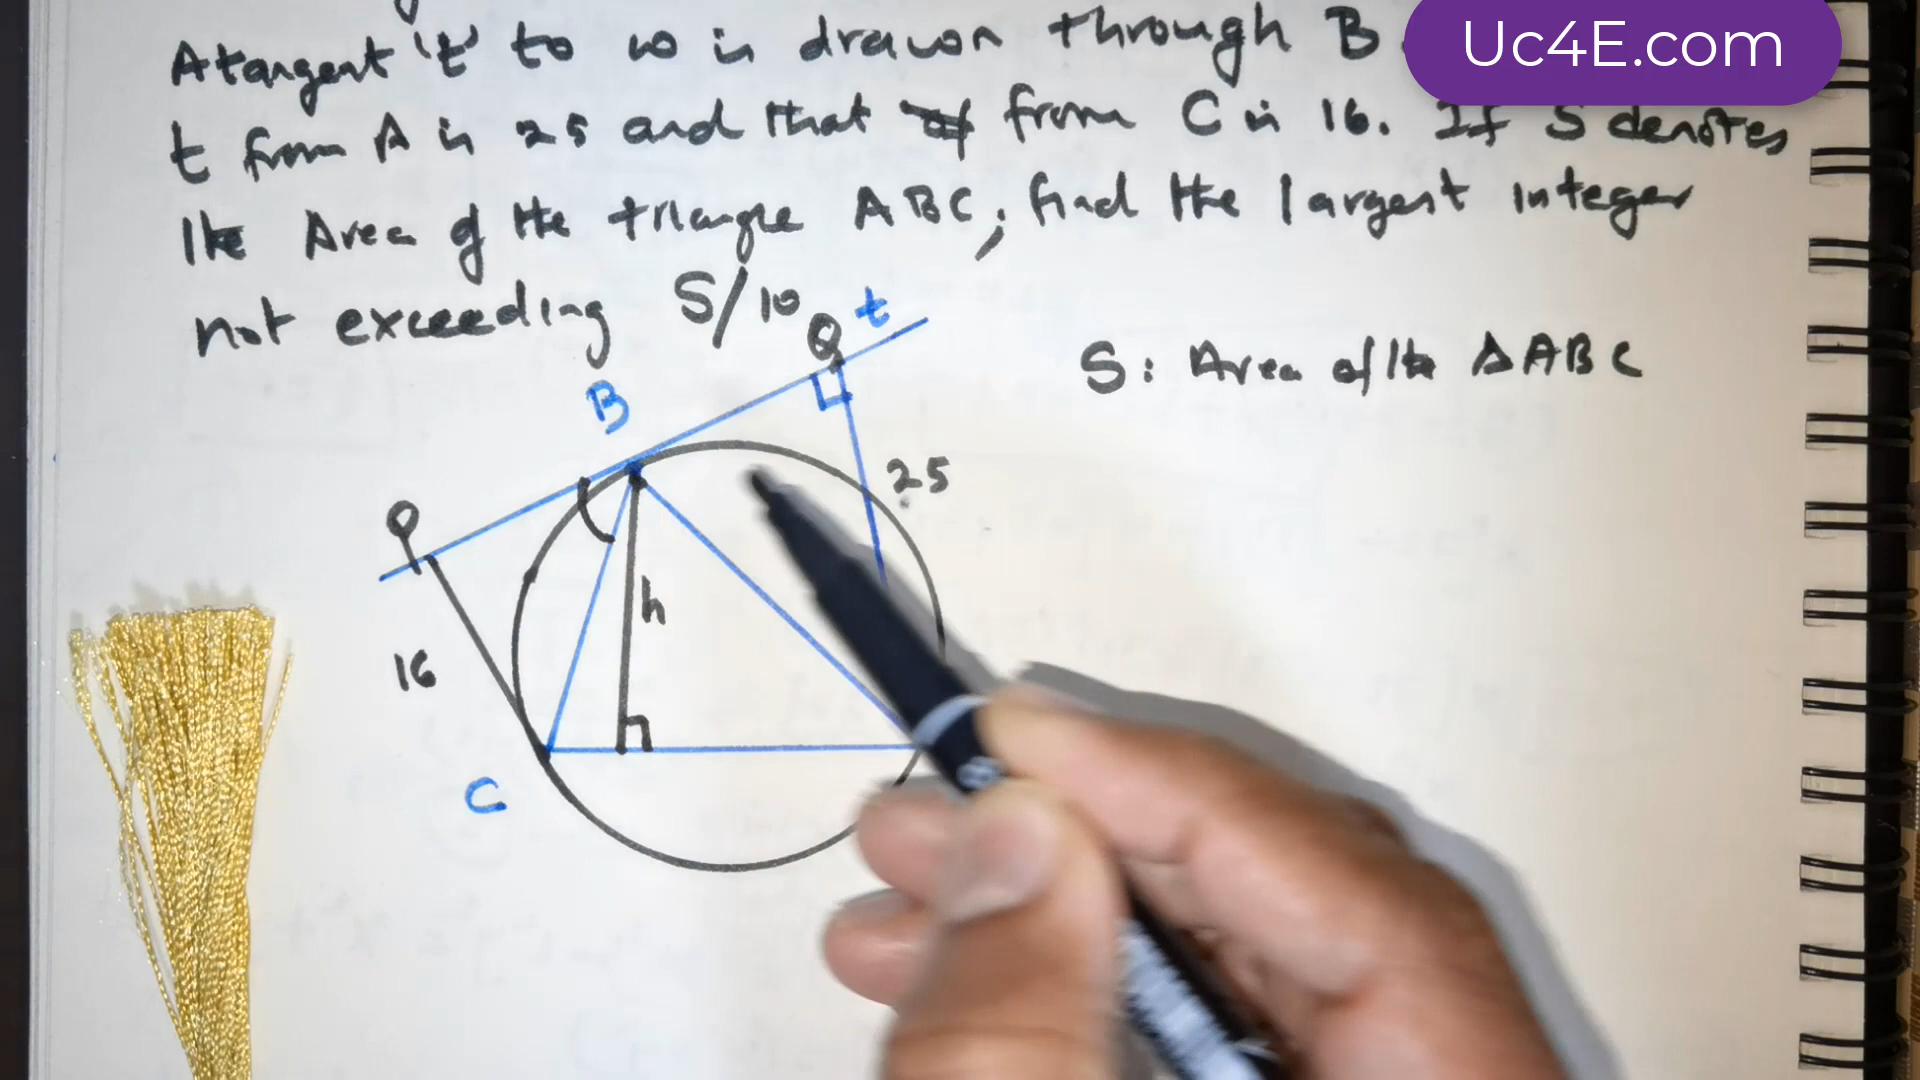 A tangent 't' to ω is drawn through B
Uc4E.com
t from A is 25 and that from C is 16. If S denotes
the Area of the triangle ABC, find the largest integer
not exceeding S/10
S: Area of the ΔABC
Q t
B
25
P
h
16
C